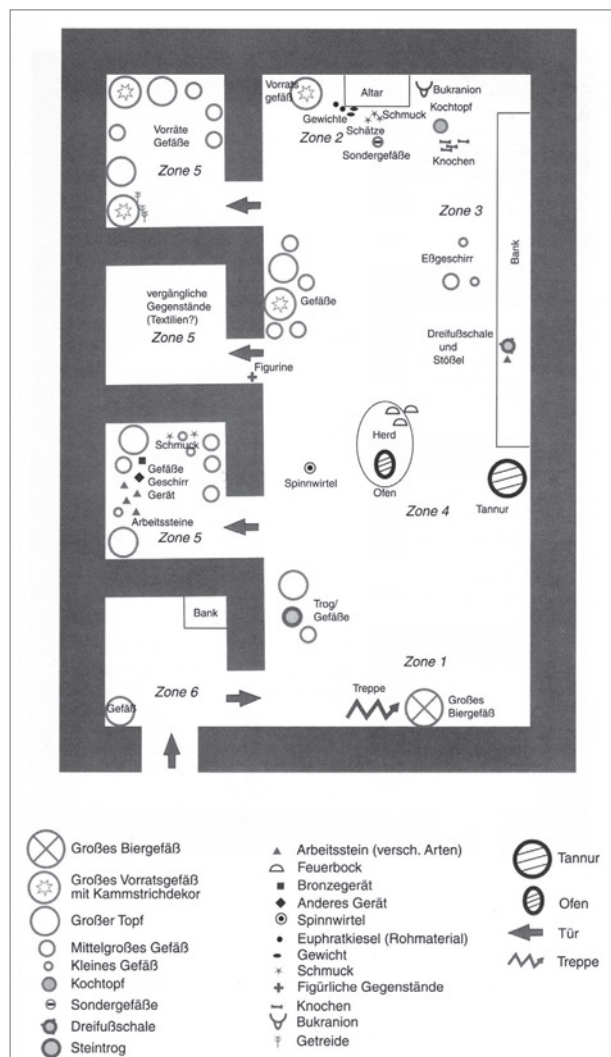 Vorrats
gefäß
Altar
Bukranion
Kochtopf
Gewichte
Schmuck
Schätze
Zone 2
Sondergefäße
Knochen
Vorräte
Gefäße
Zone 5
Zone 3
Bank
Eßgeschirr
vergängliche
Gegenstände
(Textilien?)
Zone 5
Gefäße
Figurine
Dreifußschale
und
Stößel
Herd
Ofen
Spinnwirtel
Schmuck
Gefäße
Geschirr
Gerät
Arbeitssteine
Zone 5
Zone 4
Tannur
Bank
Trog/
Gefäße
Zone 6
Gefäß
Zone 1
Treppe
Großes
Biergefäß
Großes Biergefäß
Großes Vorratsgefäß
mit Kammstrichdekor
Großer Topf
Mittelgroßes Gefäß
Kleines Gefäß
Kochtopf
Sondergefäße
Dreifußschale
Steintrog
Arbeitsstein (versch. Arten)
Feuerbock
Bronzegerät
Anderes Gerät
Spinnwirtel
Euphratkiesel (Rohmaterial)
Gewicht
Schmuck
Figürliche Gegenstände
Knochen
Bukranion
Getreide
Tannur
Ofen
Tür
Treppe